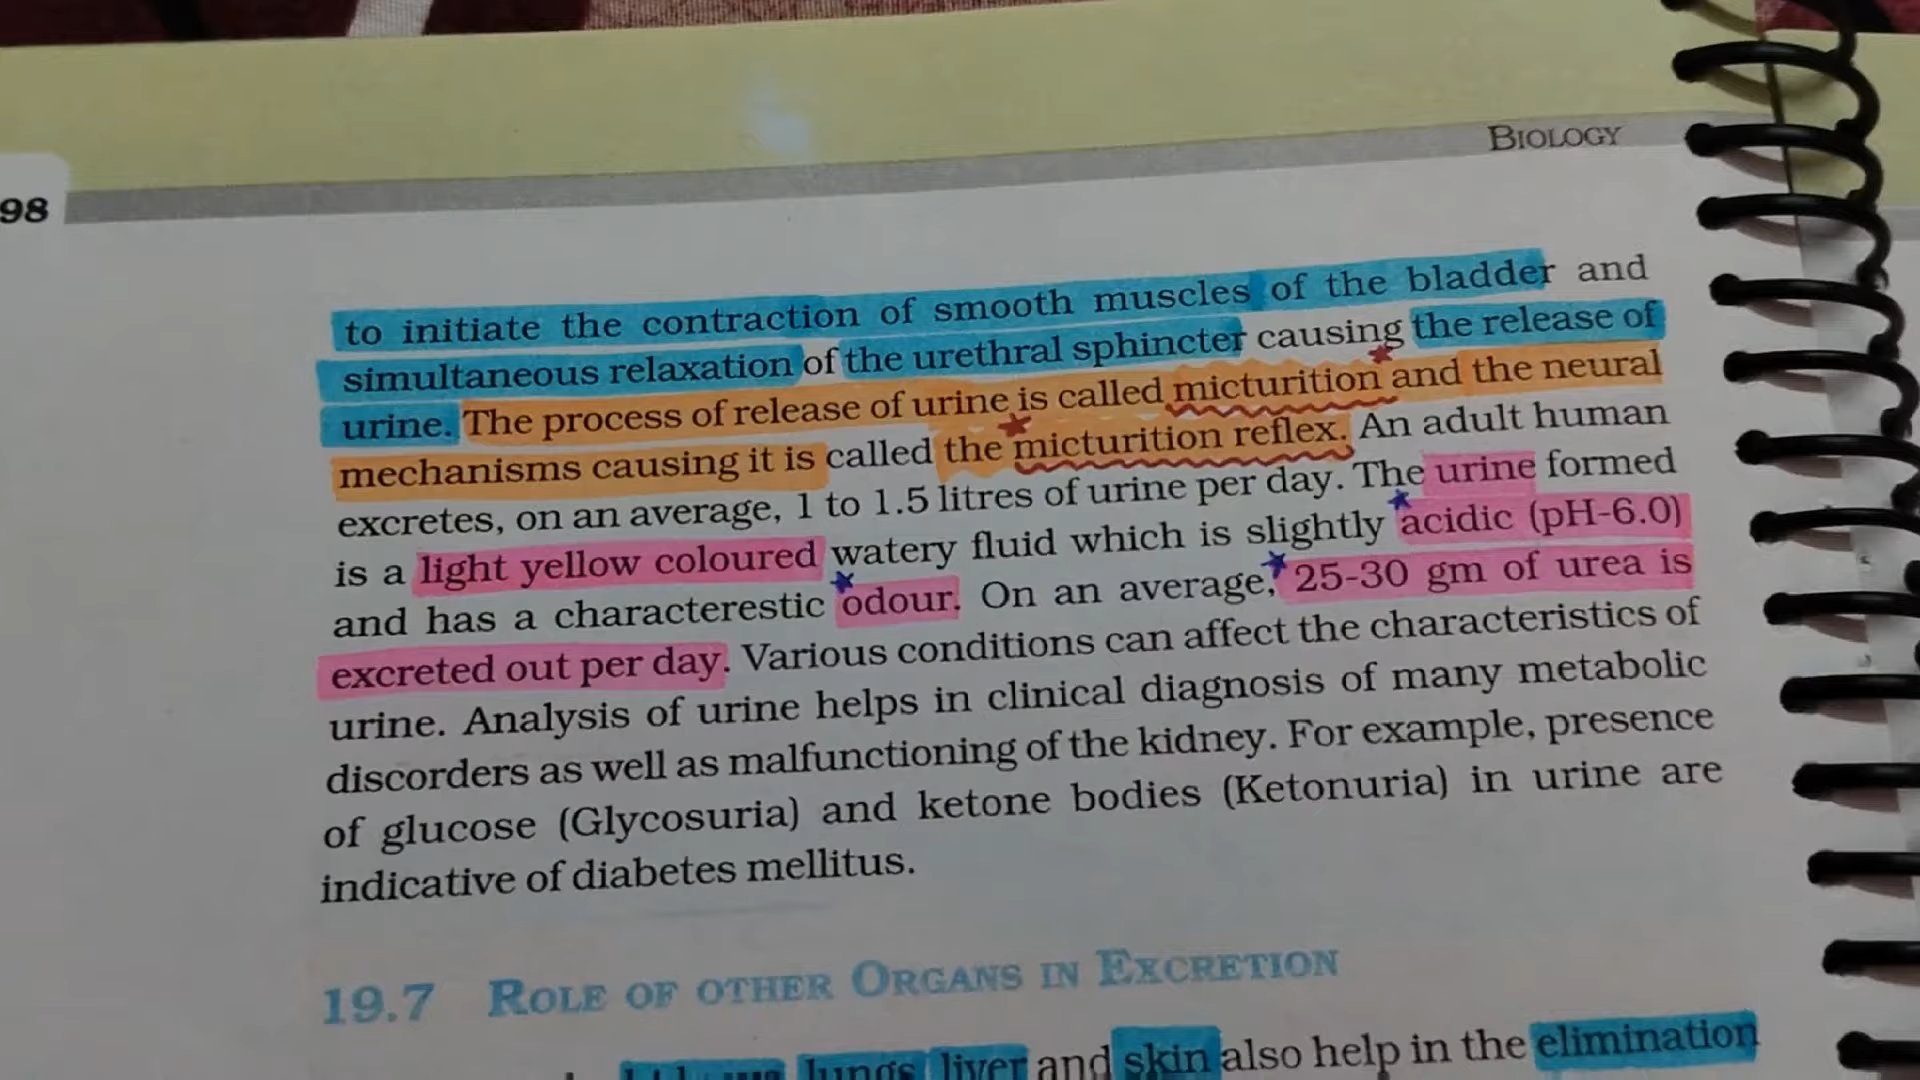 BIOLOGY
98
to initiate the contraction of smooth muscles of the bladder and
simultaneous relaxation of the urethral sphincter causing the release of
urine. The process of release of urine is called micturition and the neural
mechanisms causing it is called the micturition reflex. An adult human
excretes, on an average, 1 to 1.5 litres of urine per day. The urine formed
is a light yellow coloured watery fluid which is slightly acidic (pH-6.0)
and has a characterestic odour. On an average, 25-30 gm of urea is
excreted out per day. Various conditions can affect the characteristics of
urine. Analysis of urine helps in clinical diagnosis of many metabolic
discorders as well as malfunctioning of the kidney. For example, presence
of glucose (Glycosuria) and ketone bodies (Ketonuria) in urine are
indicative of diabetes mellitus.
19.7 ROLE OF OTHER ORGANS IN EXCRETION
lungs liver and skin also help in the elimination